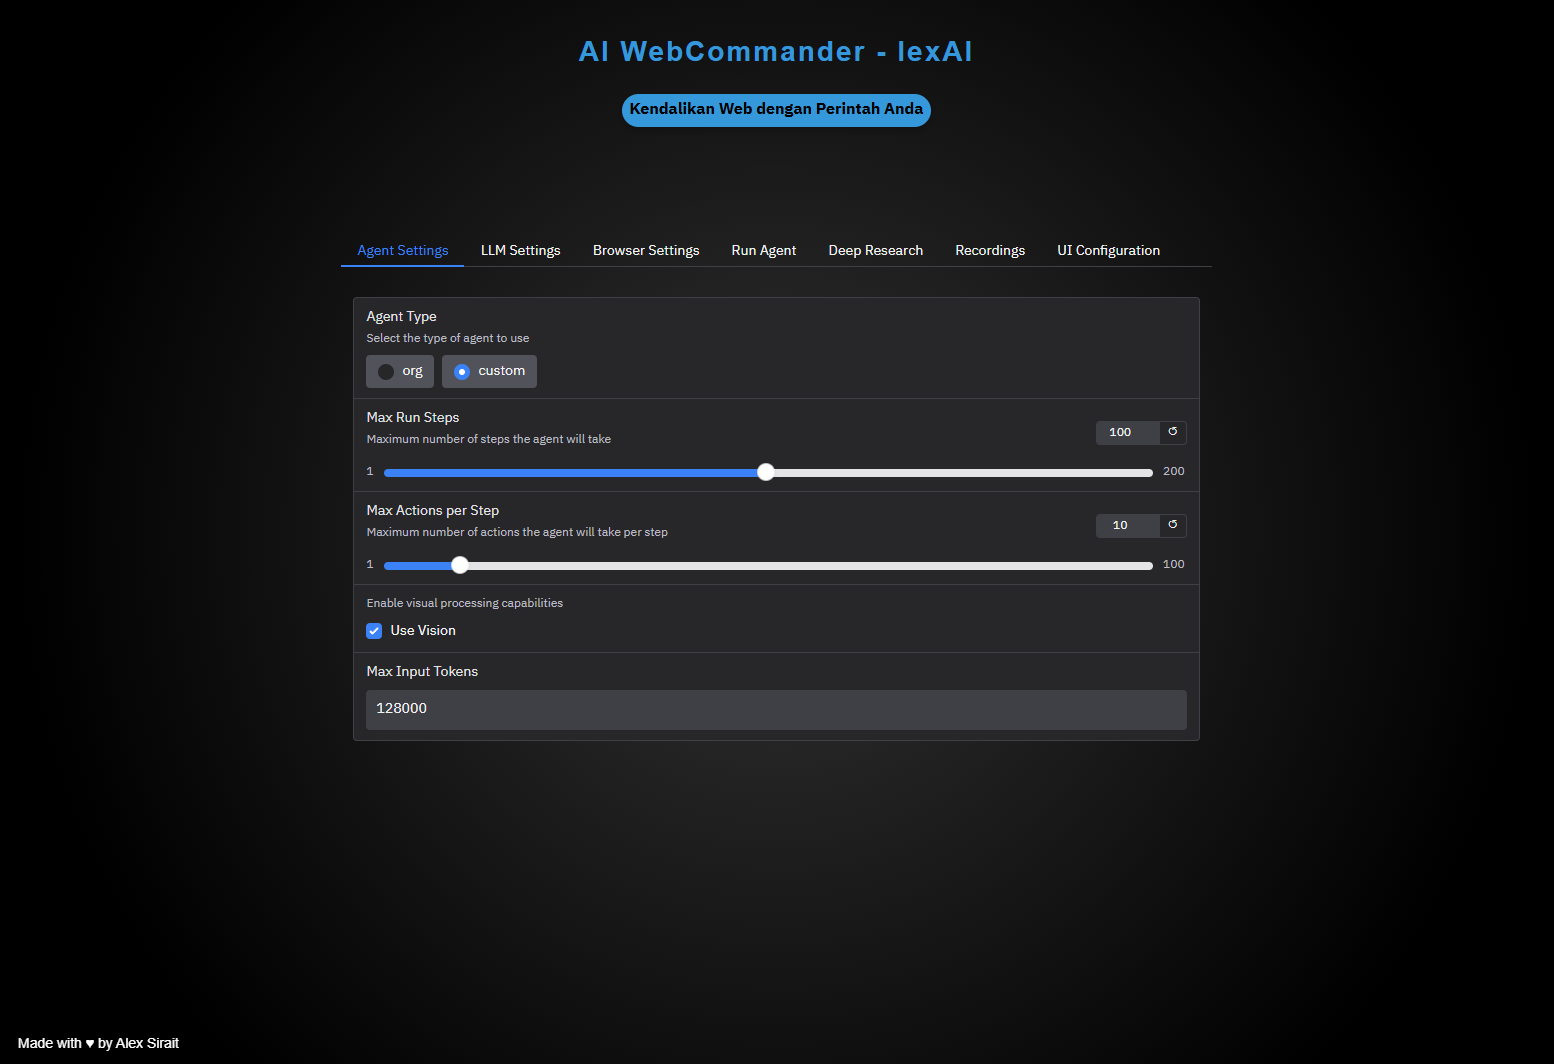 AI WebCommander - lexAI
Kendalikan Web dengan Perintah Anda
Agent Settings LLM Settings Browser Settings Run Agent Deep Research Recordings UI Configuration
Agent Type
Select the type of agent to use
org custom
Max Run Steps
Maximum number of steps the agent will take
100
1 200
Max Actions per Step
Maximum number of actions the agent will take per step
10
1 100
Enable visual processing capabilities
Use Vision
Max Input Tokens
128000
Made with ♥ by Alex Sirait